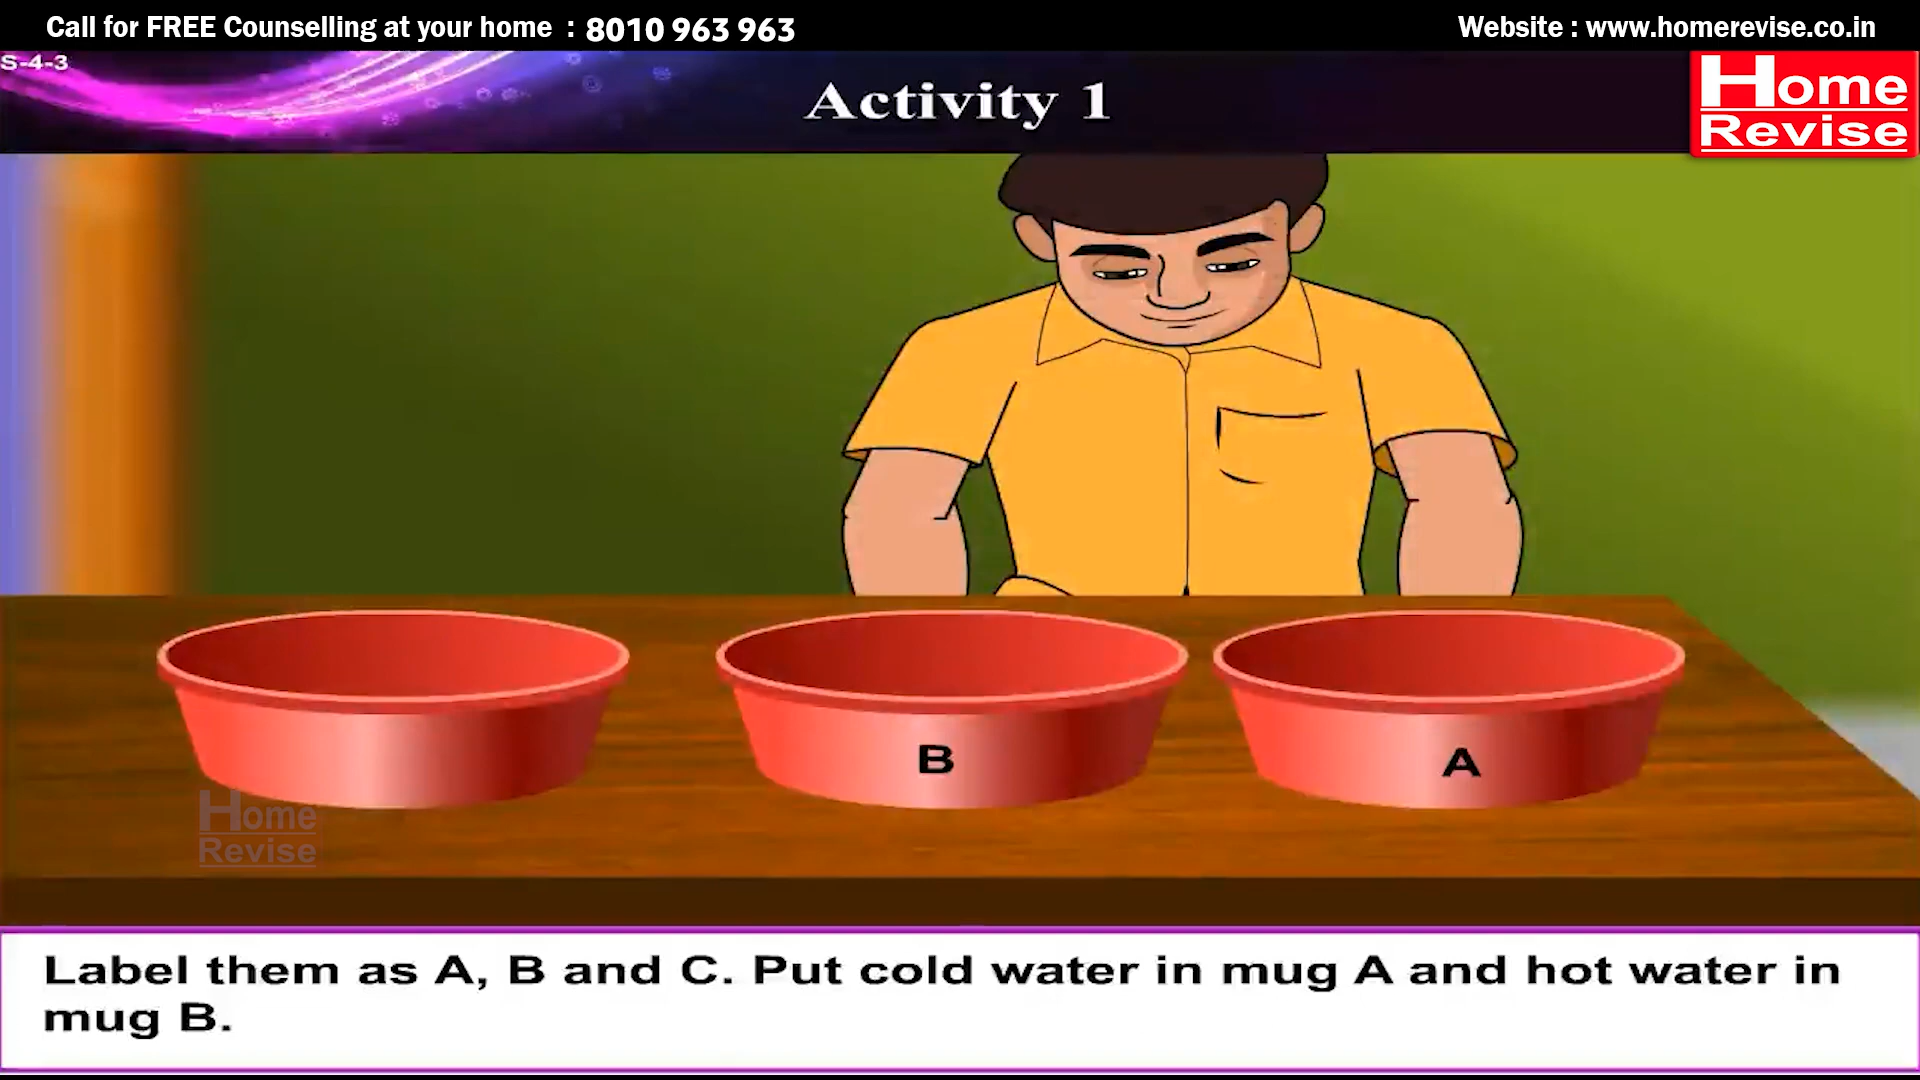 Call for FREE Counselling at your home : 8010 963 963
Website : www.homerevise.co.in
S-4-3
Activity 1
Home
Revise
B
A
Home
Revise
Label them as A, B and C. Put cold water in mug A and hot water in
mug B.